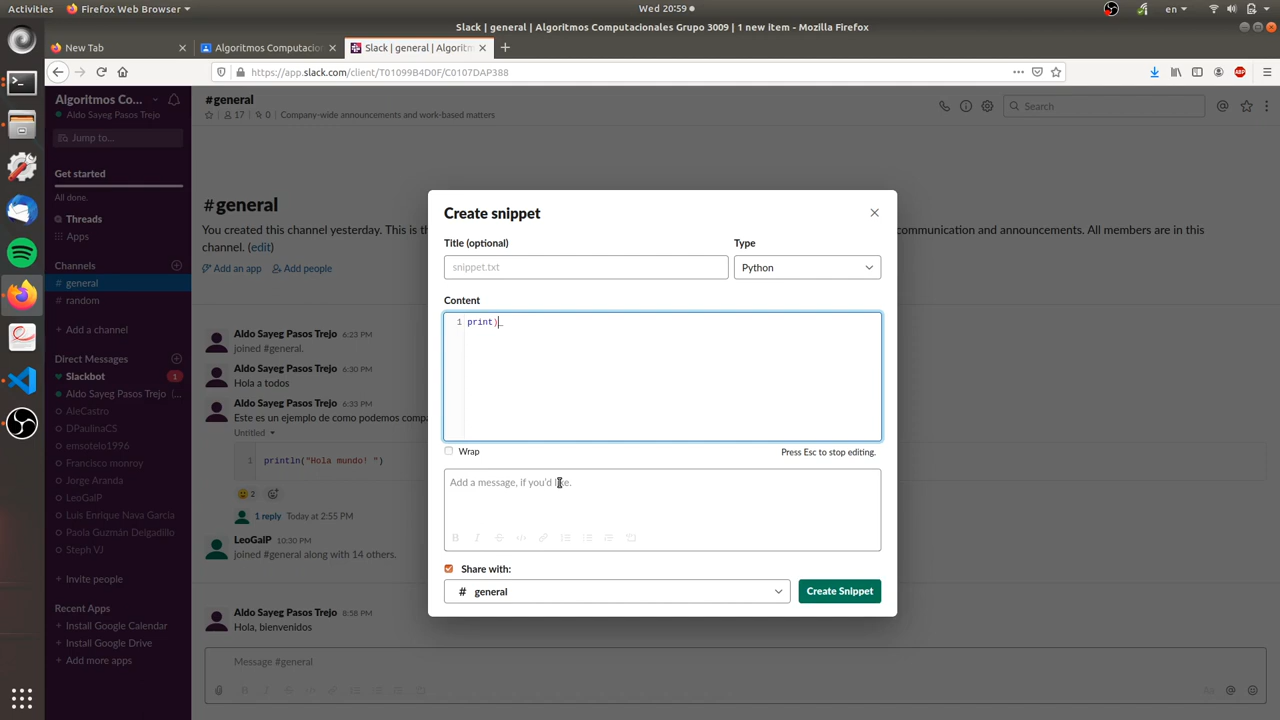 Activities
Firefox Web Browser
Wed 20:59
en
Slack | general | Algoritmos Computacionales Grupo 3009 | 1 new item - Mozilla Firefox
New Tab
Algoritmos Computacio
Slack | general | Algoritm
https://app.slack.com/client/T01099B4D0F/C0107DAP388
ABP
Algoritmos Co...
Aldo Sayeg Pasos Trejo
Jump to...
Get started
All done.
Threads
Apps
Channels
# general
# random
+ Add a channel
Direct Messages
Slackbot
1
Aldo Sayeg Pasos Trejo (...
AleCastro
DPaulinaCS
emsotelo1996
Francisco monroy
Jorge Aranda
LeoGalP
Luis Enrique Nava García
Paula Guzmán Delgadillo
Steph VJ
+ Invite people
Recent Apps
+ Install Google Calendar
+ Install Google Drive
+ Add more apps
#general
17
0
Company-wide announcements and work-based matters
Search
#general
You created this channel yesterday. This is th
communication and announcements. All members are in this
channel. (edit)
Add an app
Add people
Aldo Sayeg Pasos Trejo 6:23 PM
joined #general.
Aldo Sayeg Pasos Trejo 6:30 PM
Hola a todos
Aldo Sayeg Pasos Trejo 6:33 PM
Este es un ejemplo de como podemos compa
Untitled
1 println("Hola mundo! ")
2
1 reply Today at 2:55 PM
LeoGalP 10:30 PM
joined #general along with 14 others.
Aldo Sayeg Pasos Trejo 8:58 PM
Hola, bienvenidos
Message #general
Create snippet
Title (optional)
Type
snippet.txt
Python
Content
1 print)_
Wrap
Press Esc to stop editing.
Add a message, if you'd like.
Share with:
# general
Create Snippet